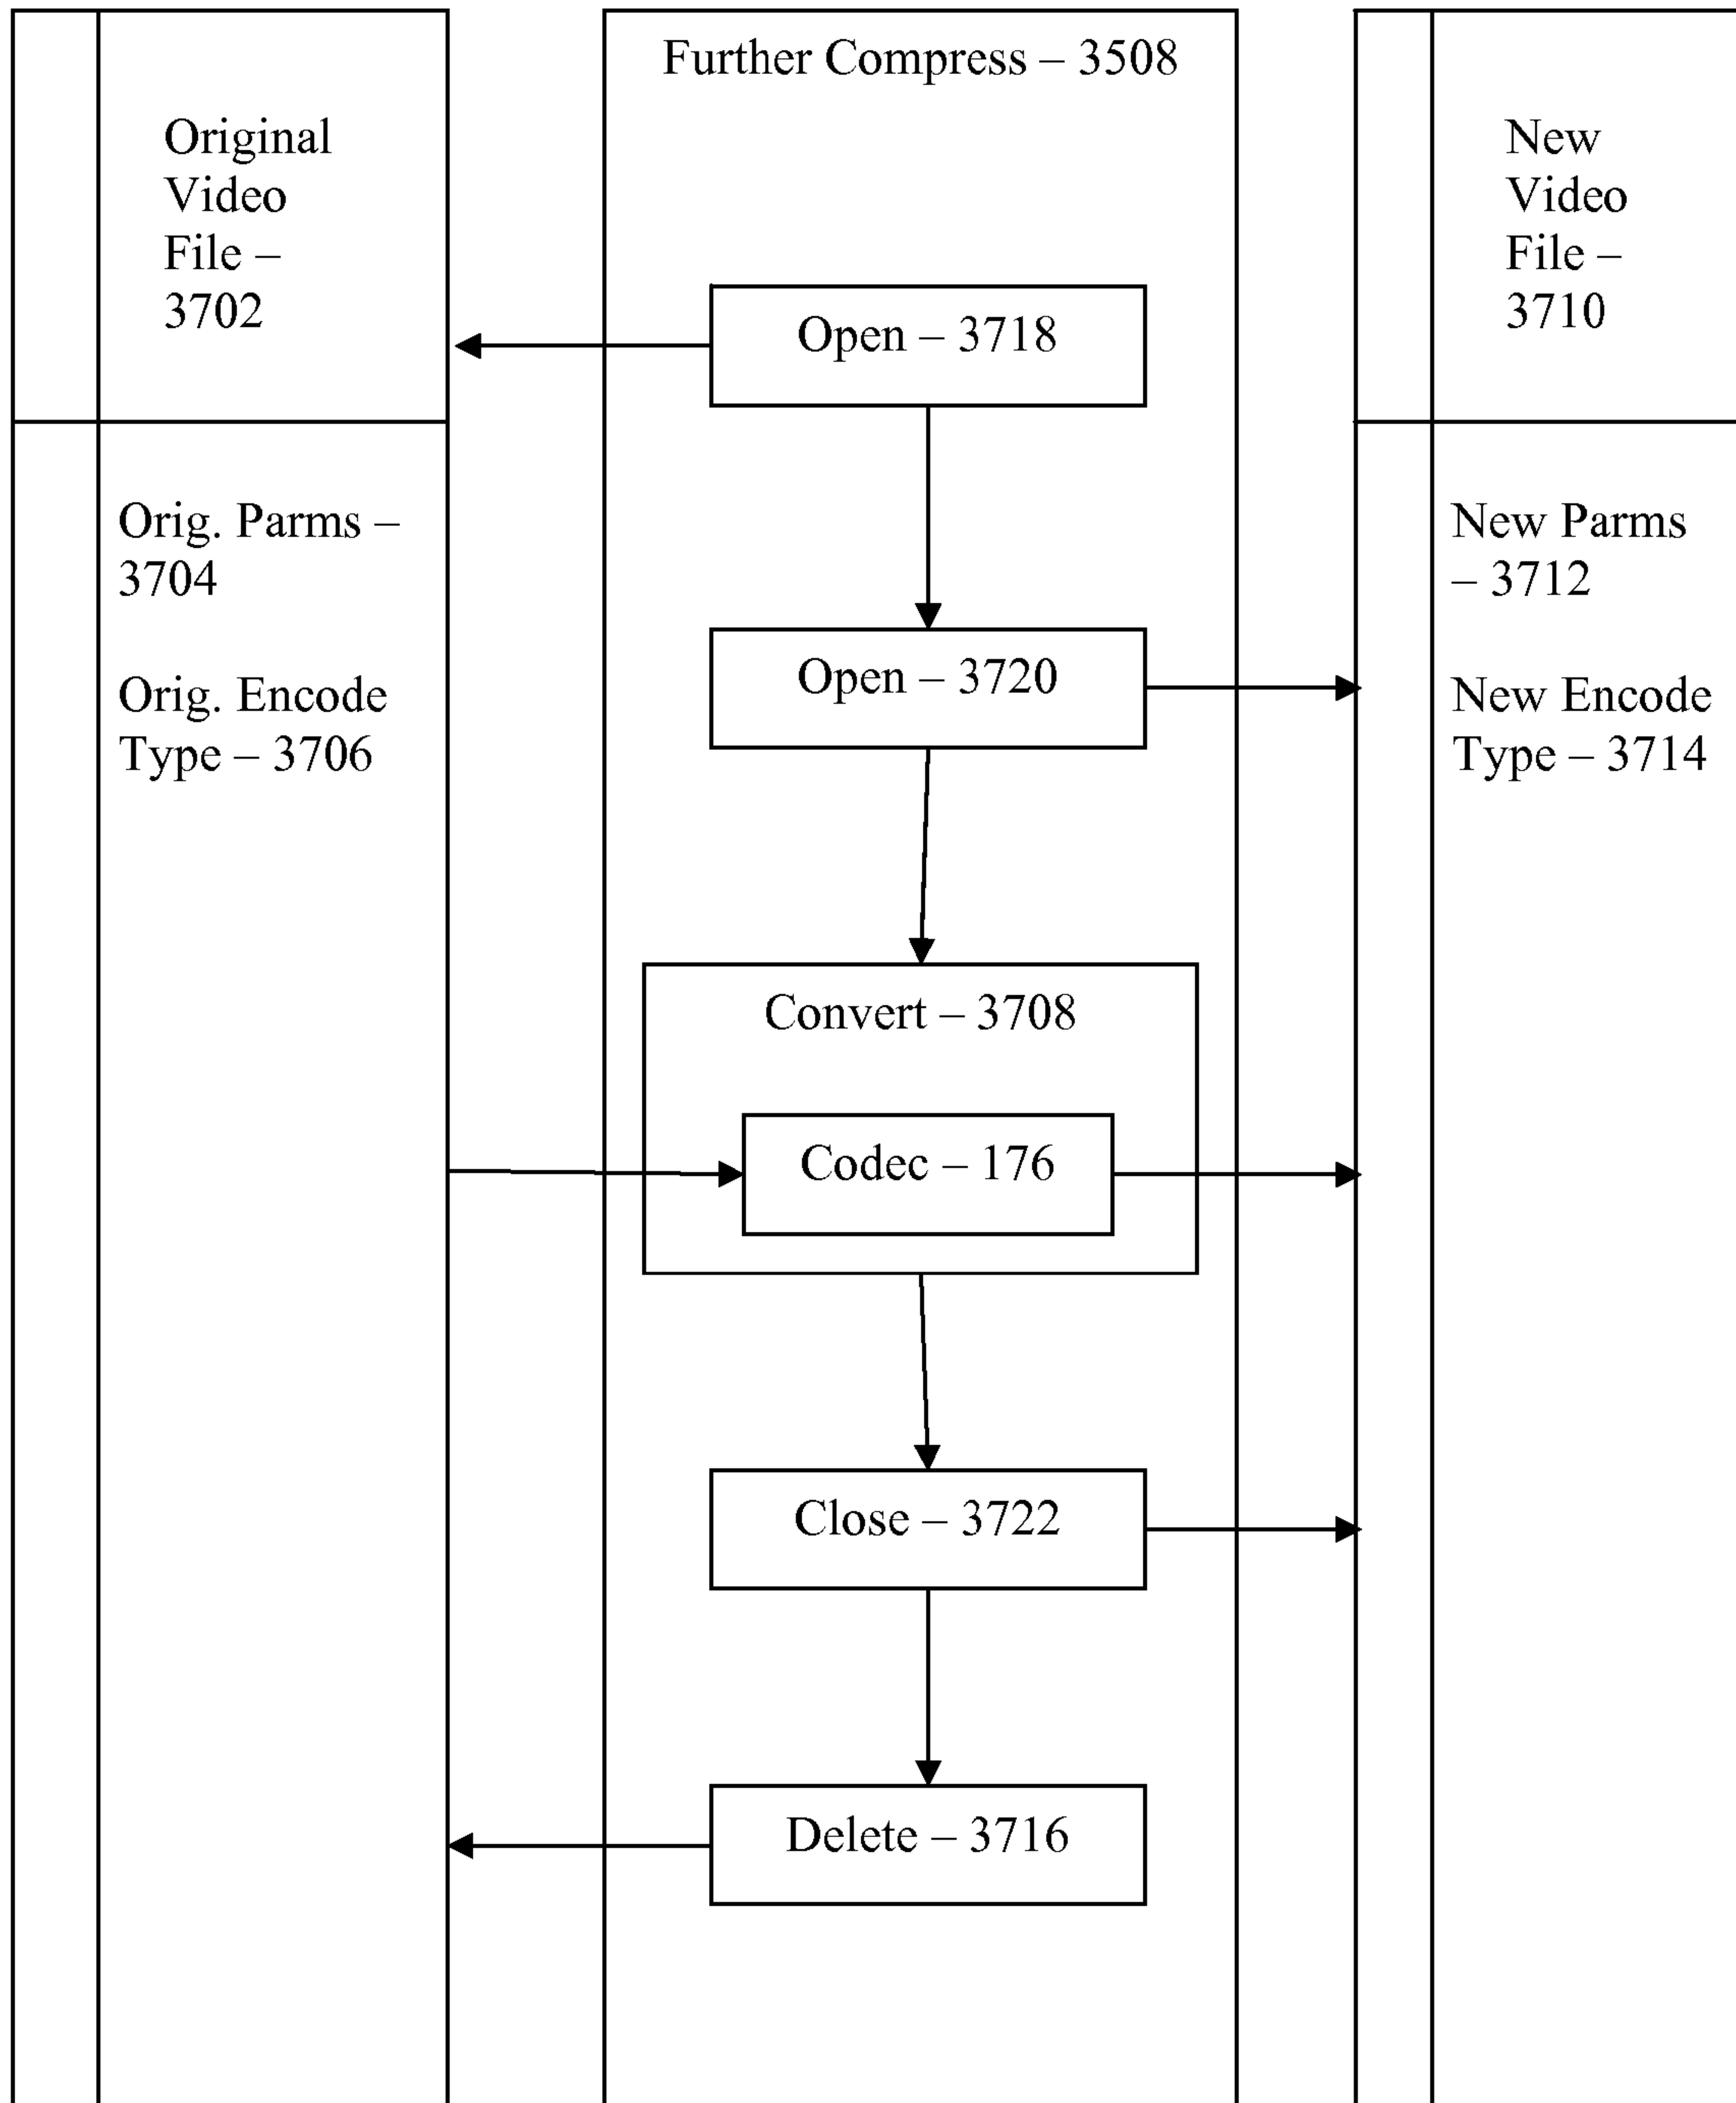 Further Compress – 3508
Original
Video
File –
3702
New
Video
File –
3710
Open – 3718
Orig. Parms –
3704
New Parms
– 3712
Open – 3720
Orig. Encode
Type – 3706
New Encode
Type – 3714
Convert – 3708
Codec – 176
Close – 3722
Delete – 3716